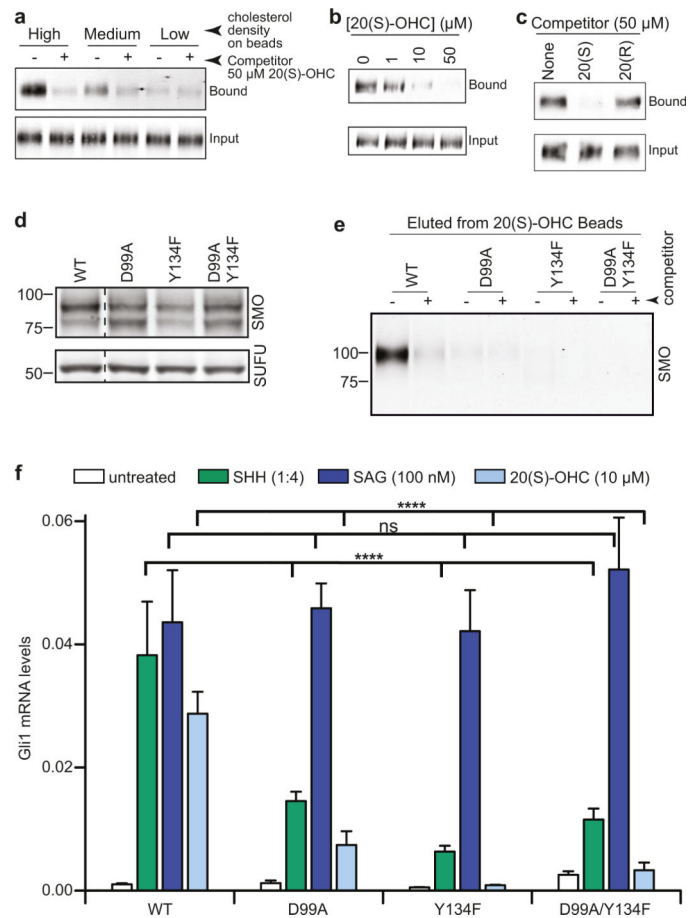 a
High Medium Low
cholesterol
density
on beads
- + - + - +
Competitor
50 μM 20(S)-OHC
Bound
Input
b
[20(S)-OHC] (μM)
0 1 10 50
Bound
Input
c
Competitor (50 μM)
None 20(S) 20(R)
Bound
Input
d
WT D99A Y134F D99A Y134F
100
75
SMO
50
SUFU
e
Eluted from 20(S)-OHC Beads
WT D99A Y134F D99A Y134F
- + - + - + - +
competitor
100
75
SMO
f
untreated SHH (1:4) SAG (100 nM) 20(S)-OHC (10 μM)
****
ns
****
Gli1 mRNA levels
0.06
0.04
0.02
0.00
WT D99A Y134F D99A/Y134F